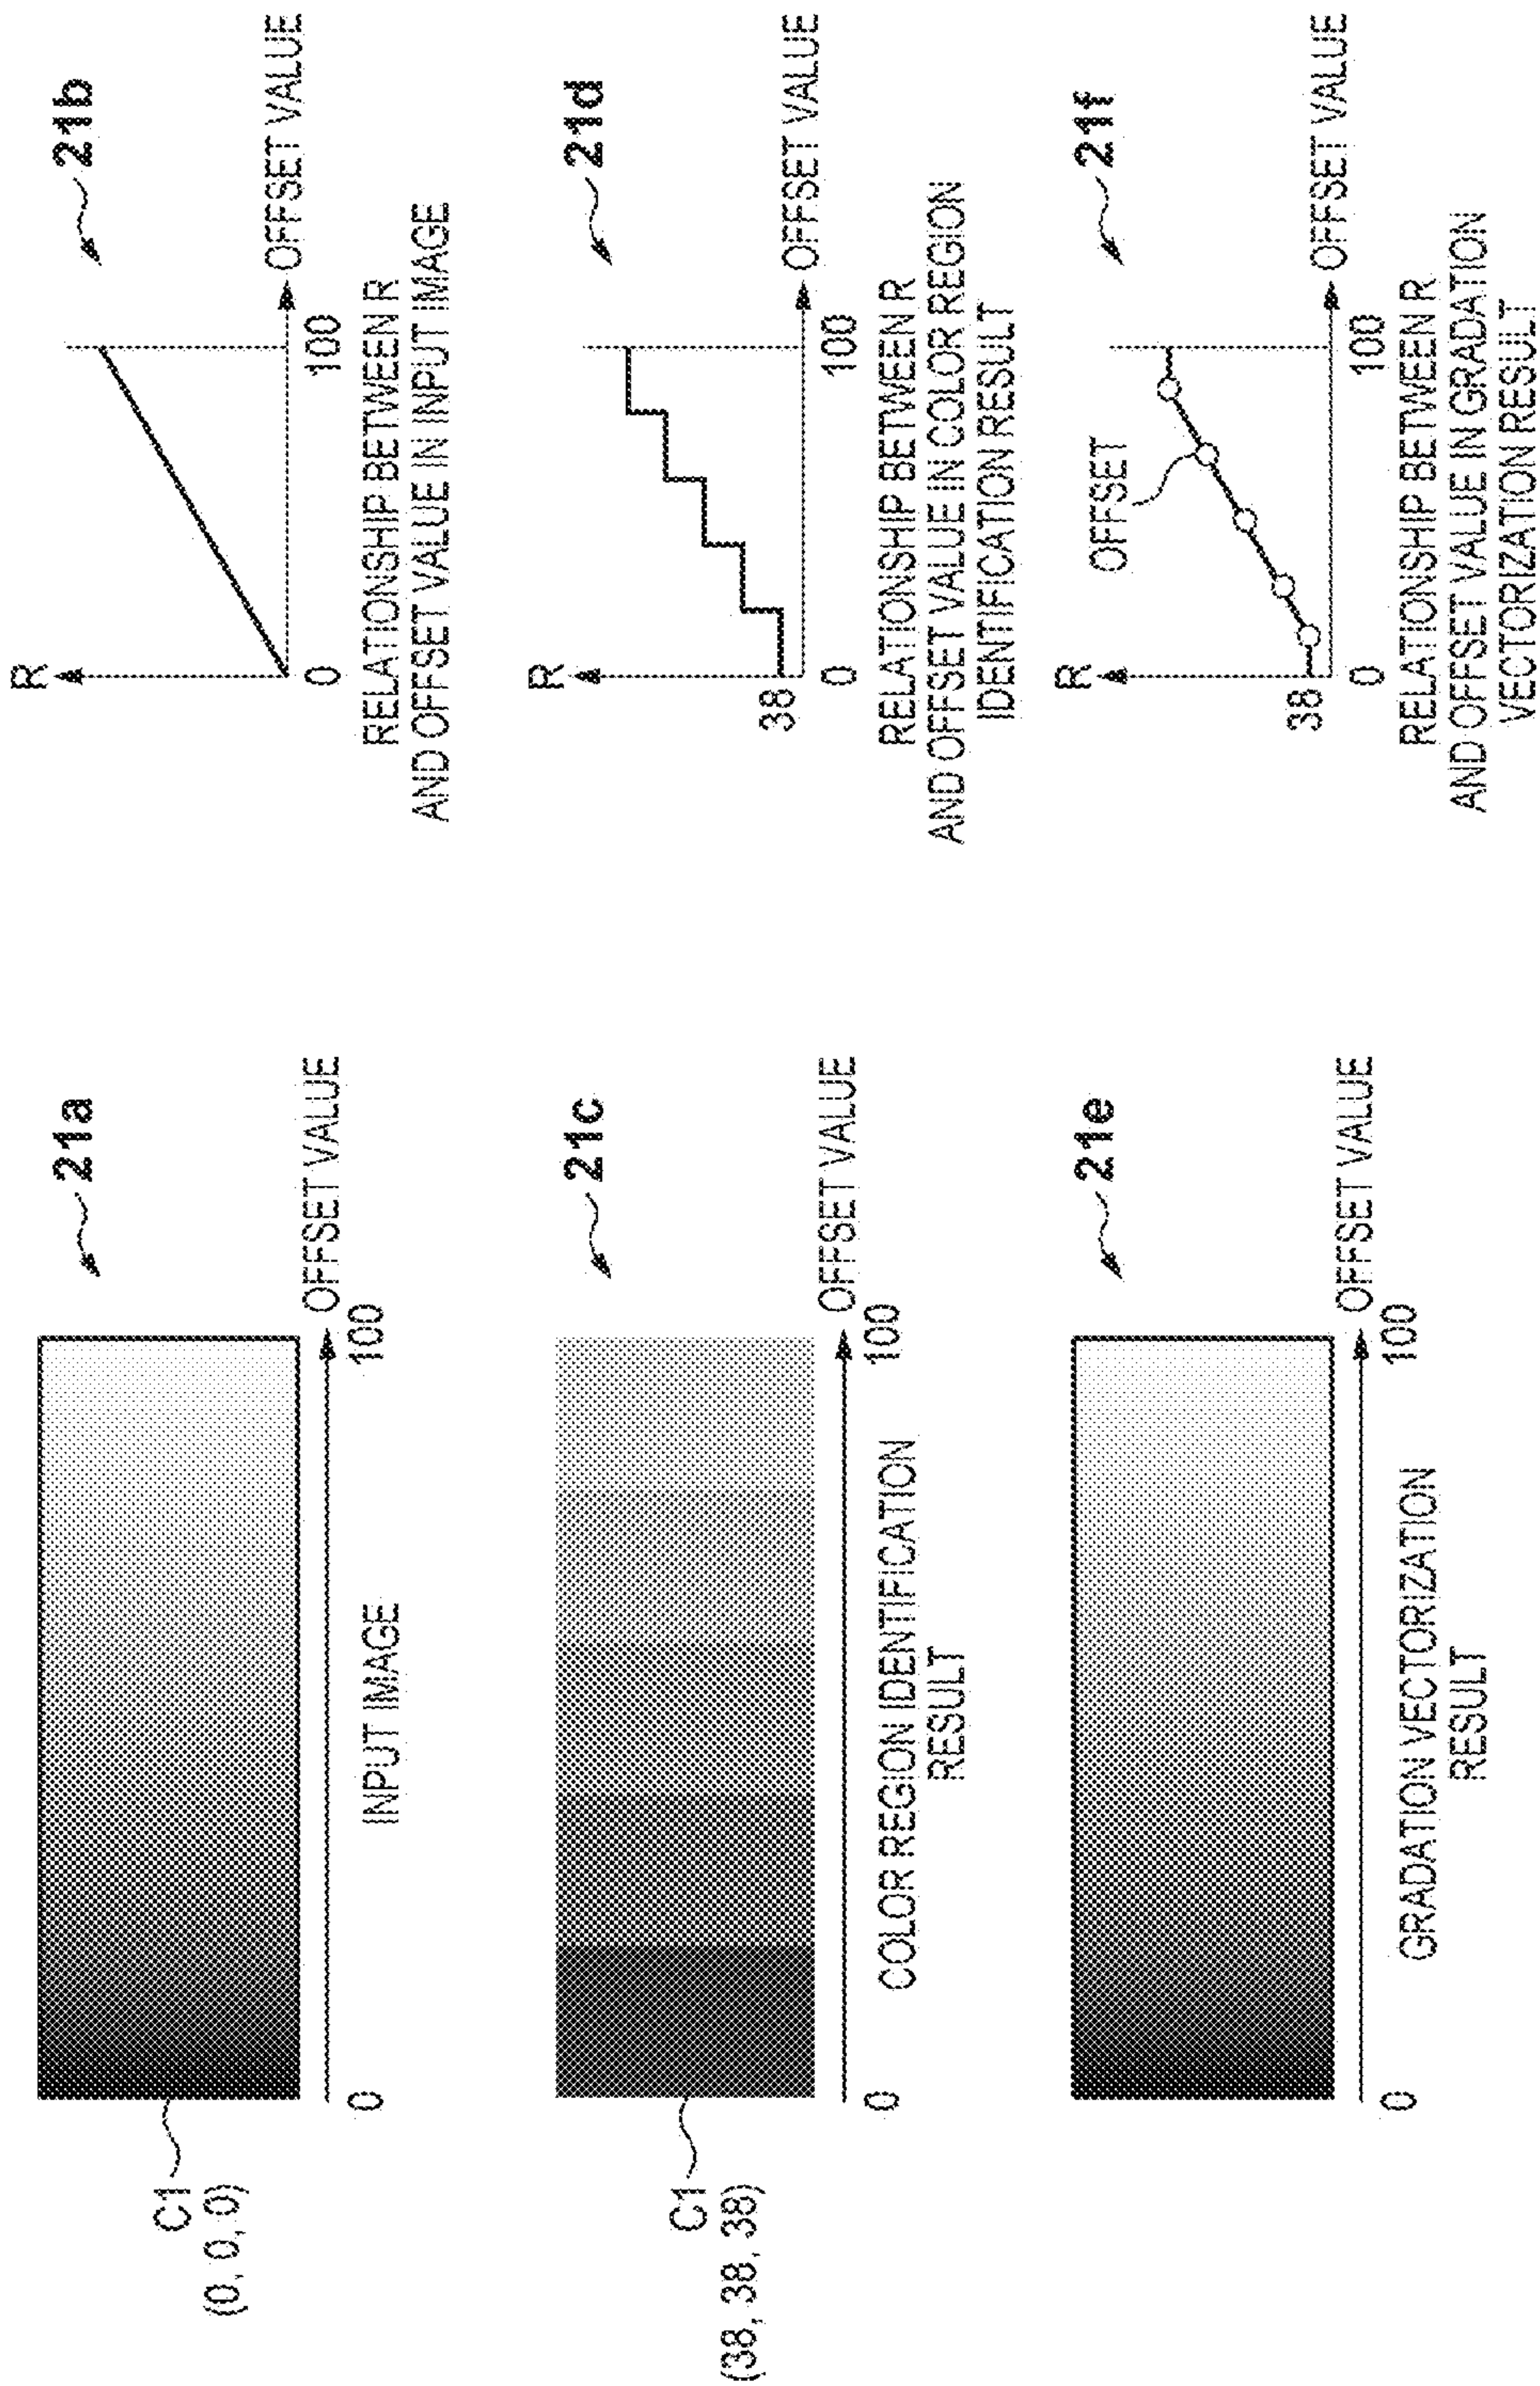 21a
C1
(0, 0, 0)
0
100
OFFSET VALUE
INPUT IMAGE
21b
R
0
100
OFFSET VALUE
RELATIONSHIP BETWEEN R
AND OFFSET VALUE IN INPUT IMAGE
21c
C1
(38, 38, 38)
0
100
OFFSET VALUE
COLOR REGION IDENTIFICATION
RESULT
21d
R
38
0
100
OFFSET VALUE
RELATIONSHIP BETWEEN R
AND OFFSET VALUE IN COLOR REGION
IDENTIFICATION RESULT
21e
0
100
OFFSET VALUE
GRADATION VECTORIZATION
RESULT
21f
R
OFFSET
38
0
100
OFFSET VALUE
RELATIONSHIP BETWEEN R
AND OFFSET VALUE IN GRADATION
VECTORIZATION RESULT